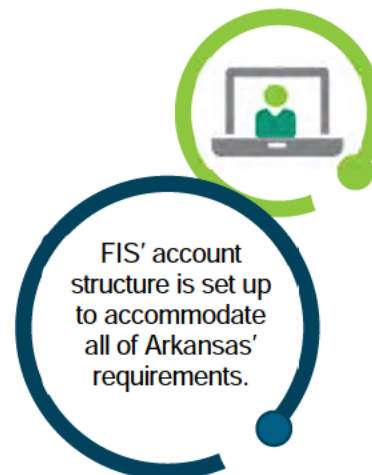 FIS’ account
structure is set up
to accommodate
all of Arkansas’
requirements.